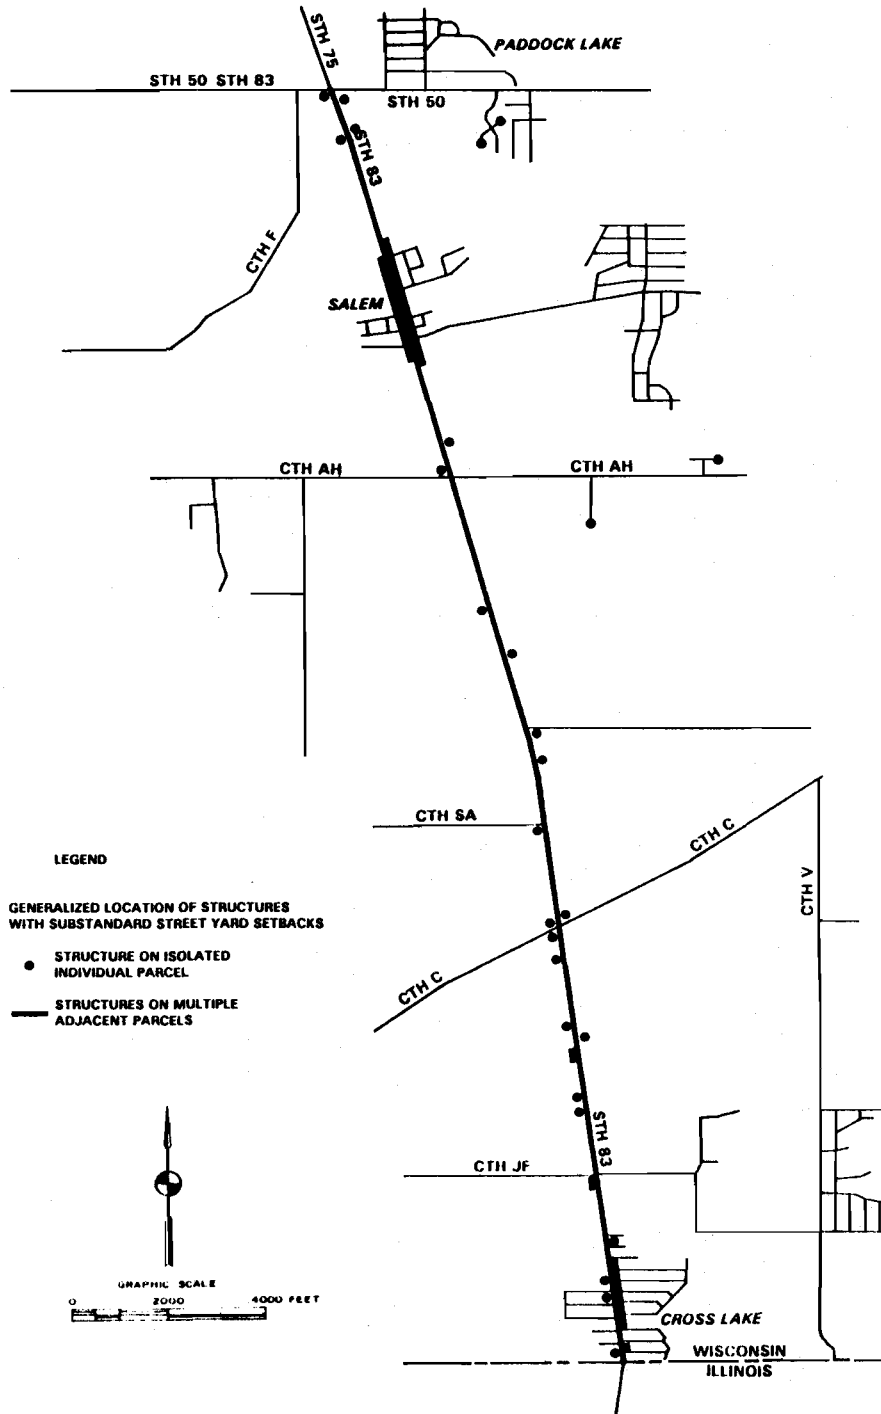 STH 75
PADDOCK LAKE
STH 50 STH 83
STH 50
STH 83
CTH F
SALEM
CTH AH
CTH AH
CTH SA
CTH C
CTH V
LEGEND
GENERALIZED LOCATION OF STRUCTURES
WITH SUBSTANDARD STREET YARD SETBACKS
STRUCTURE ON ISOLATED
INDIVIDUAL PARCEL
STRUCTURES ON MULTIPLE
ADJACENT PARCELS
CTH C
STH 83
CTH JF
GRAPHIC SCALE
0 2000 4000 FEET
CROSS LAKE
WISCONSIN
ILLINOIS